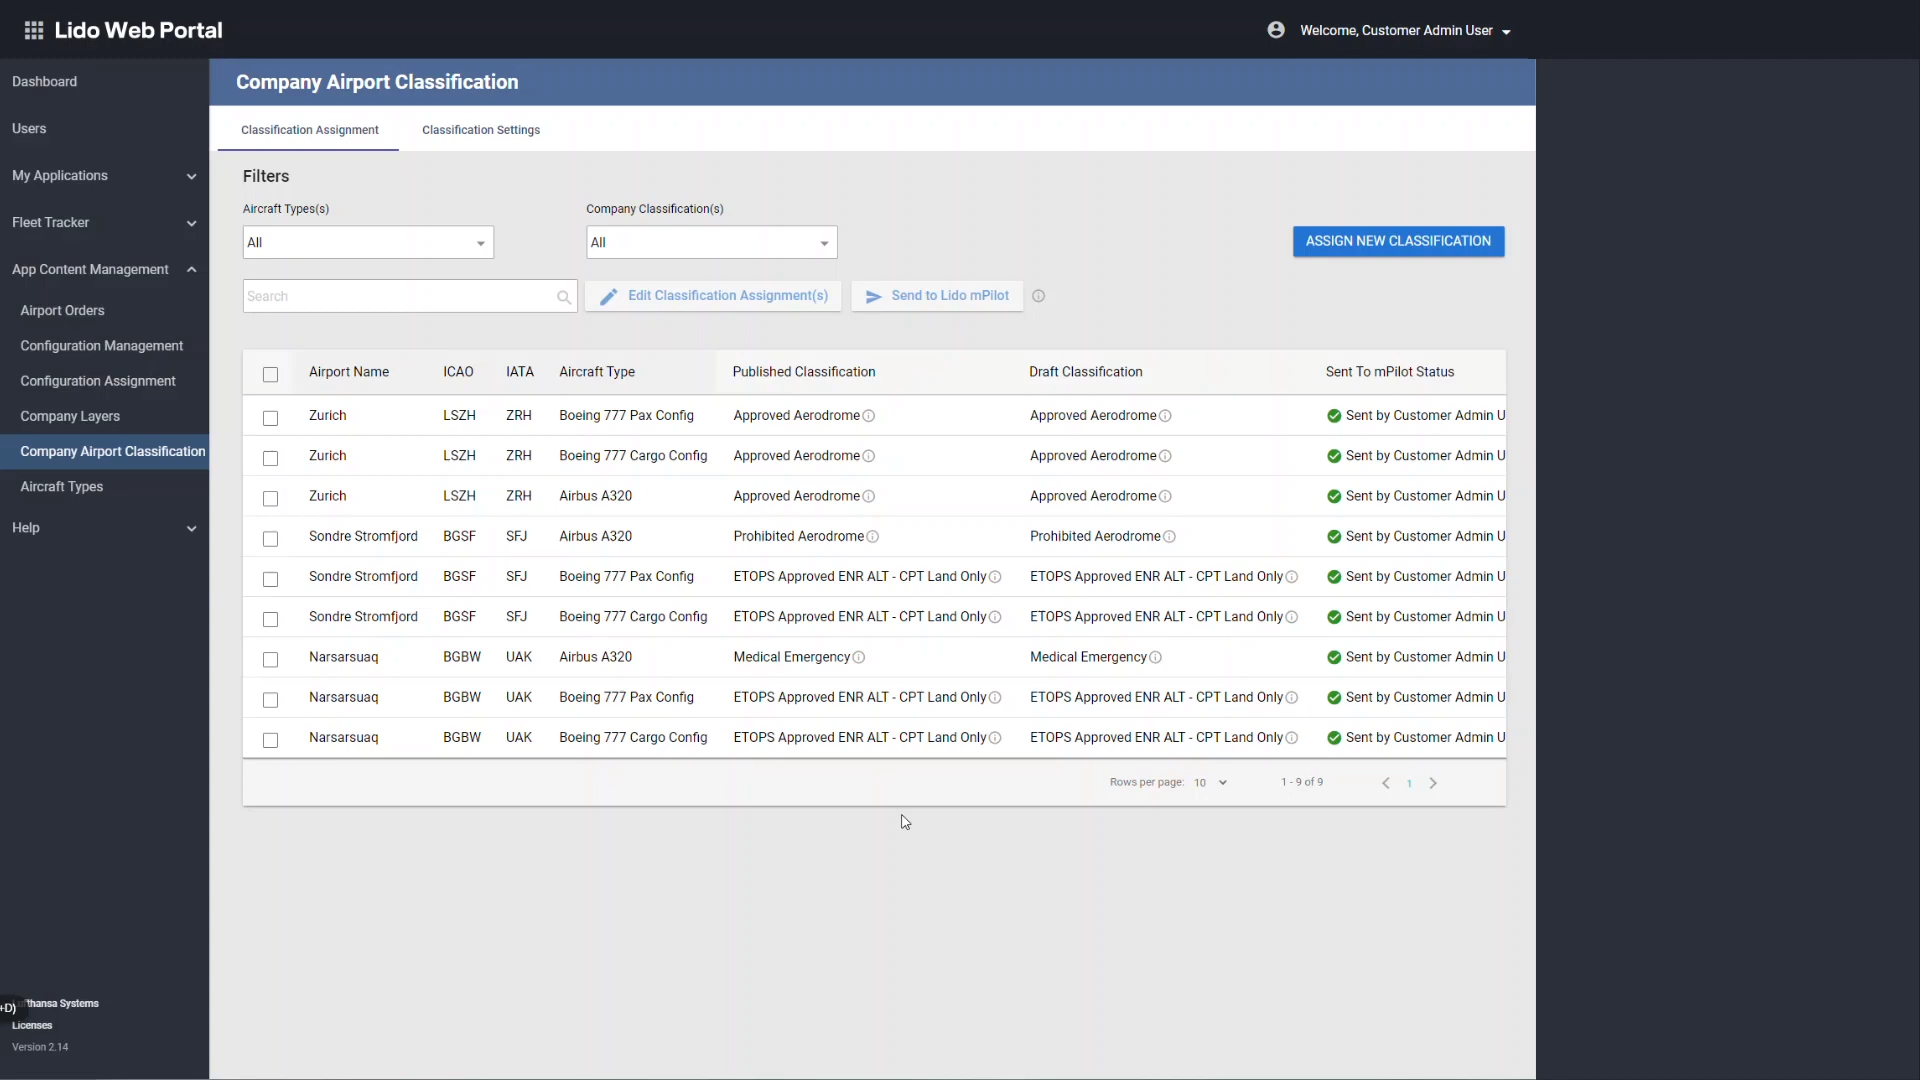 Lido Web Portal
Welcome, Customer Admin User
Dashboard
Users
My Applications
Fleet Tracker
App Content Management
Airport Orders
Configuration Management
Configuration Assignment
Company Layers
Company Airport Classification
Aircraft Types
Help
Company Airport Classification
Classification Assignment
Classification Settings
Filters
Aircraft Types(s)
Company Classification(s)
All
All
ASSIGN NEW CLASSIFICATION
Search
Edit Classification Assignment(s)
Send to Lido mPilot
Airport Name ICAO IATA Aircraft Type Published Classification Draft Classification Sent To mPilot Status
Zurich LSZH ZRH Boeing 777 Pax Config Approved Aerodrome Approved Aerodrome Sent by Customer Admin U
Zurich LSZH ZRH Boeing 777 Cargo Config Approved Aerodrome Approved Aerodrome Sent by Customer Admin U
Zurich LSZH ZRH Airbus A320 Approved Aerodrome Approved Aerodrome Sent by Customer Admin U
Sondre Stromfjord BGSF SFJ Airbus A320 Prohibited Aerodrome Prohibited Aerodrome Sent by Customer Admin U
Sondre Stromfjord BGSF SFJ Boeing 777 Pax Config ETOPS Approved ENR ALT - CPT Land Only ETOPS Approved ENR ALT - CPT Land Only Sent by Customer Admin U
Sondre Stromfjord BGSF SFJ Boeing 777 Cargo Config ETOPS Approved ENR ALT - CPT Land Only ETOPS Approved ENR ALT - CPT Land Only Sent by Customer Admin U
Narsarsuaq BGBW UAK Airbus A320 Medical Emergency Medical Emergency Sent by Customer Admin U
Narsarsuaq BGBW UAK Boeing 777 Pax Config ETOPS Approved ENR ALT - CPT Land Only ETOPS Approved ENR ALT - CPT Land Only Sent by Customer Admin U
Narsarsuaq BGBW UAK Boeing 777 Cargo Config ETOPS Approved ENR ALT - CPT Land Only ETOPS Approved ENR ALT - CPT Land Only Sent by Customer Admin U
Rows per page: 10 1 - 9 of 9 1
+D)
thansa Systems
Licenses
Version 2.14